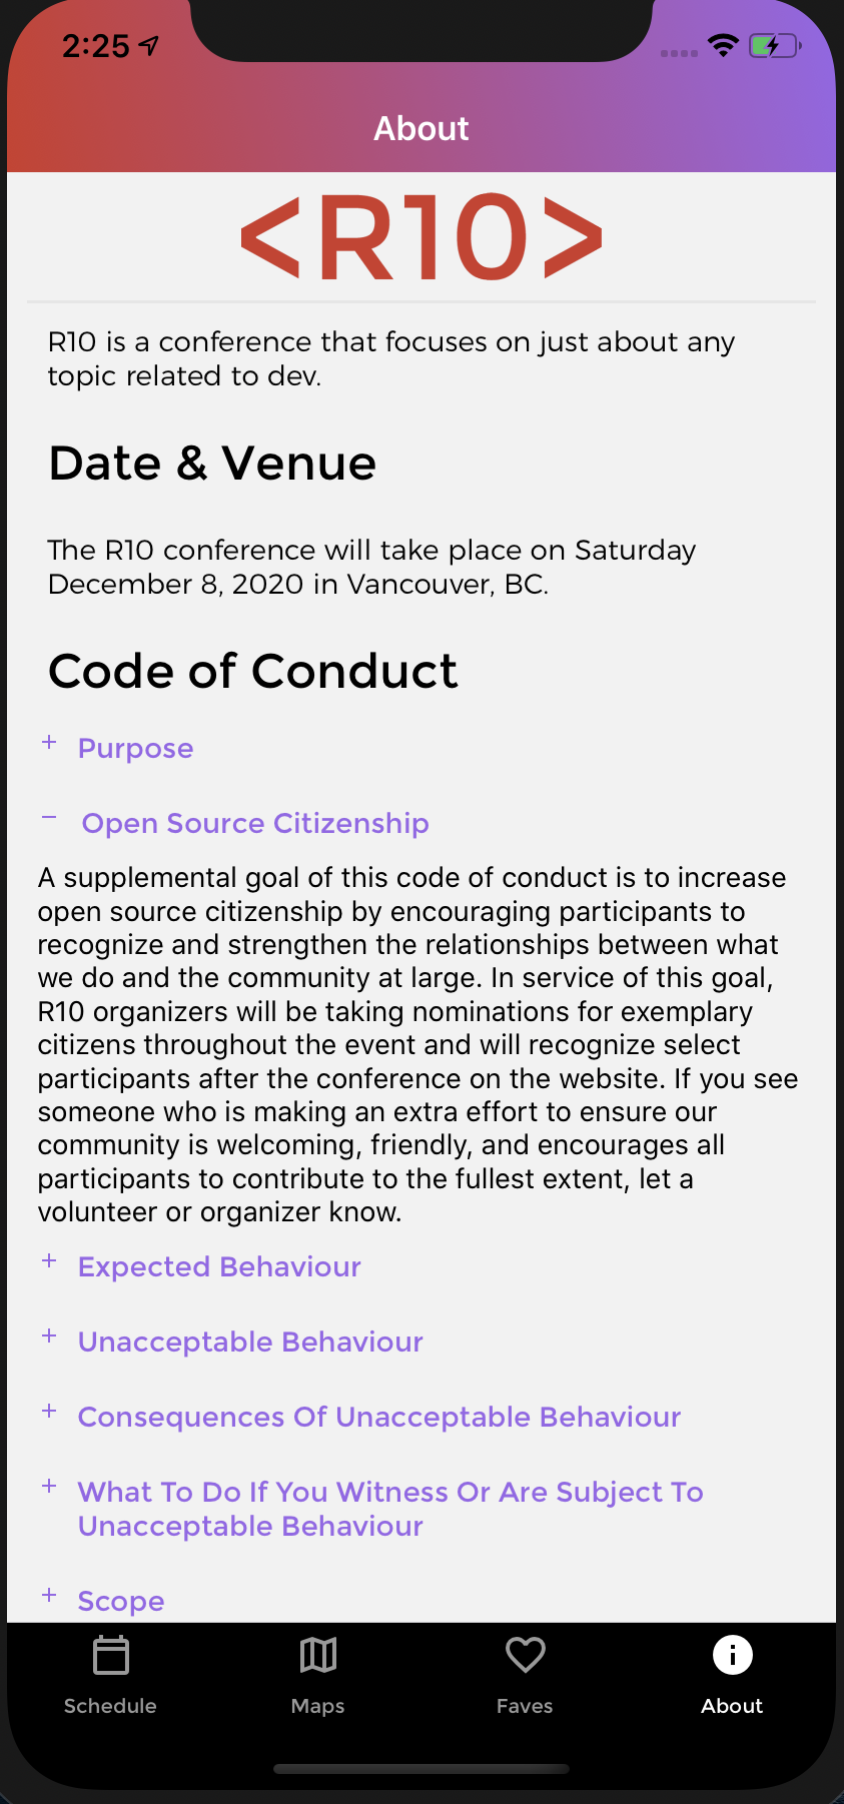 2:25
About
<R10>
R10 is a conference that focuses on just about any
topic related to dev.
Date & Venue
The R10 conference will take place on Saturday
December 8, 2020 in Vancouver, BC.
Code of Conduct
+ Purpose
− Open Source Citizenship
A supplemental goal of this code of conduct is to increase
open source citizenship by encouraging participants to
recognize and strengthen the relationships between what
we do and the community at large. In service of this goal,
R10 organizers will be taking nominations for exemplary
citizens throughout the event and will recognize select
participants after the conference on the website. If you see
someone who is making an extra effort to ensure our
community is welcoming, friendly, and encourages all
participants to contribute to the fullest extent, let a
volunteer or organizer know.
+ Expected Behaviour
+ Unacceptable Behaviour
+ Consequences Of Unacceptable Behaviour
+ What To Do If You Witness Or Are Subject To
Unacceptable Behaviour
+ Scope
Schedule Maps Faves About